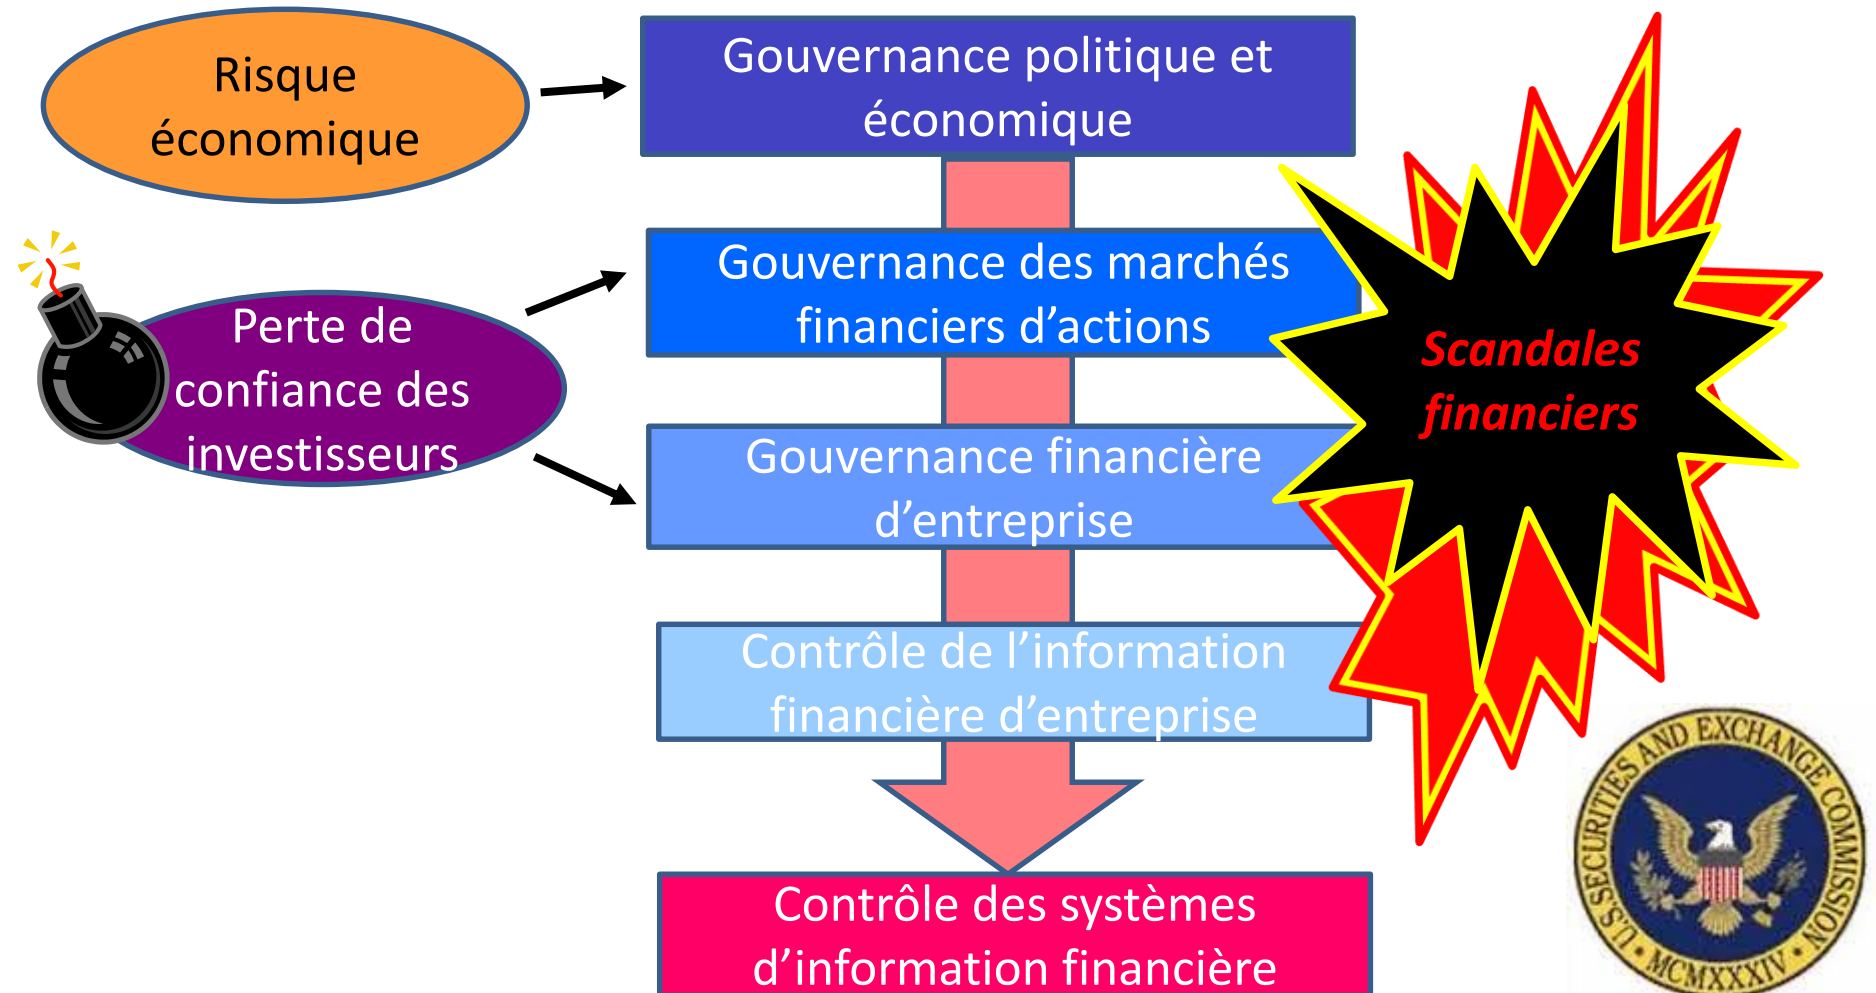 Risque
économique
Gouvernance politique et
économique
Gouvernance des marchés
financiers d’actions
Perte de
confiance des
investisseurs
Scandales
financiers
Gouvernance financière
d’entreprise
Contrôle de l’information
financière d’entreprise
Contrôle des systèmes
d’information financière
U.S. SECURITIES AND EXCHANGE COMMISSION
MCMXXXIV